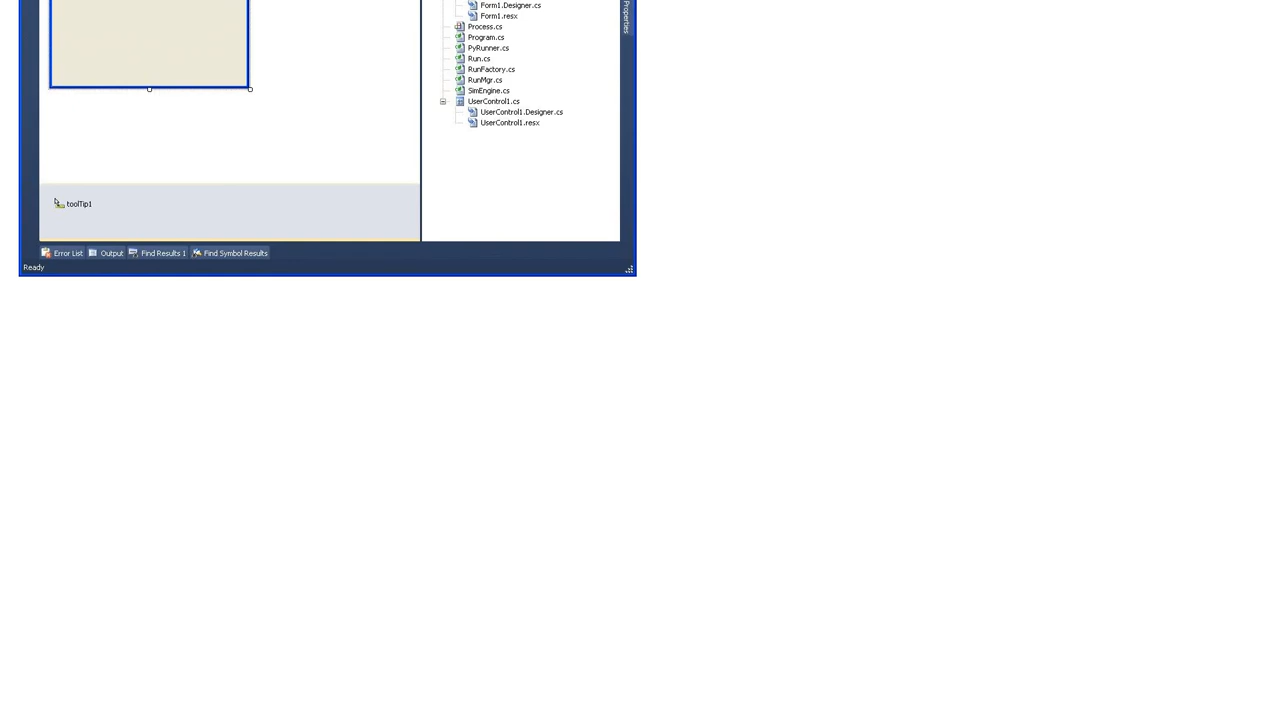 Form1.Designer.cs
Form1.resx
Properties
Process.cs
Program.cs
PyRunner.cs
Run.cs
RunFactory.cs
RunMgr.cs
SimEngine.cs
UserControl1.cs
UserControl1.Designer.cs
UserControl1.resx
toolTip1
Error List Output Find Results 1 Find Symbol Results
Ready